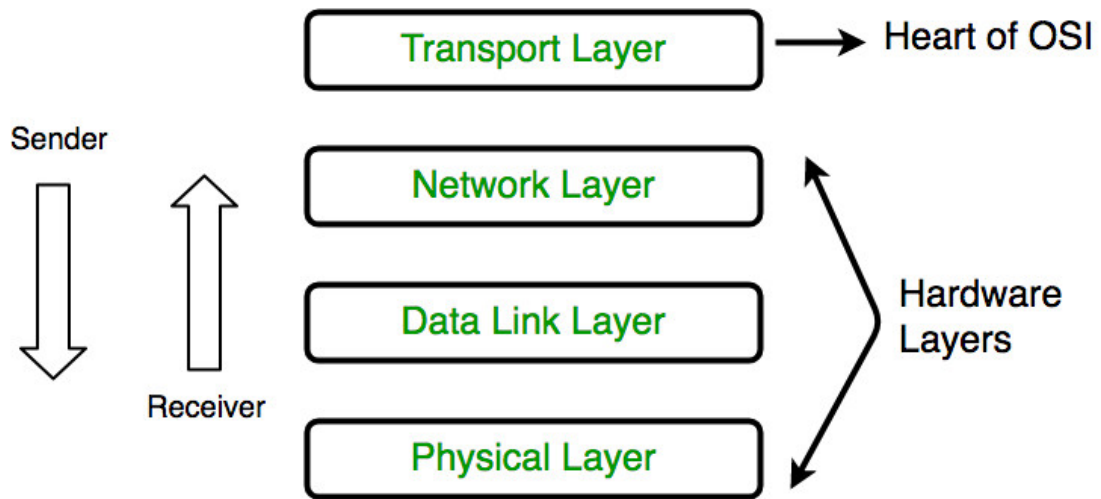 Transport Layer
Heart of OSI
Sender
Network Layer
Data Link Layer
Hardware
Layers
Receiver
Physical Layer